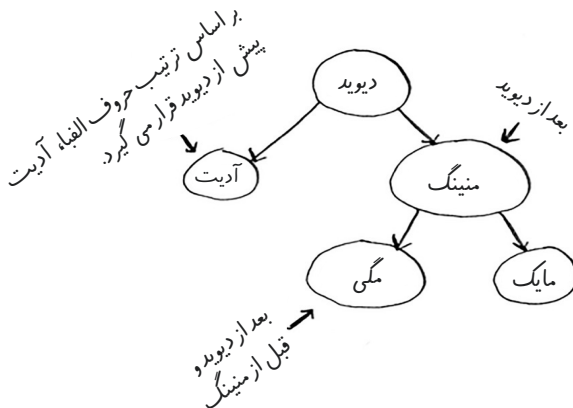 بر اساس ترتیب حروف الفباء آدیت
پیش از دیوید قرار می گیرد.
دیوید
بعد از دیوید
آدیت
منینگ
مگی
مایک
بعد از دیوید و
قبل از منینگ